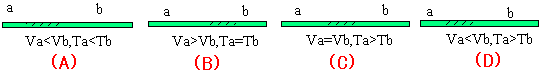 a b a b a b a b
Va<Vb,Ta<Tb Va>Vb,Ta=Tb Va=Vb,Ta>Tb Va<Vb,Ta>Tb
(A) (B) (C) (D)